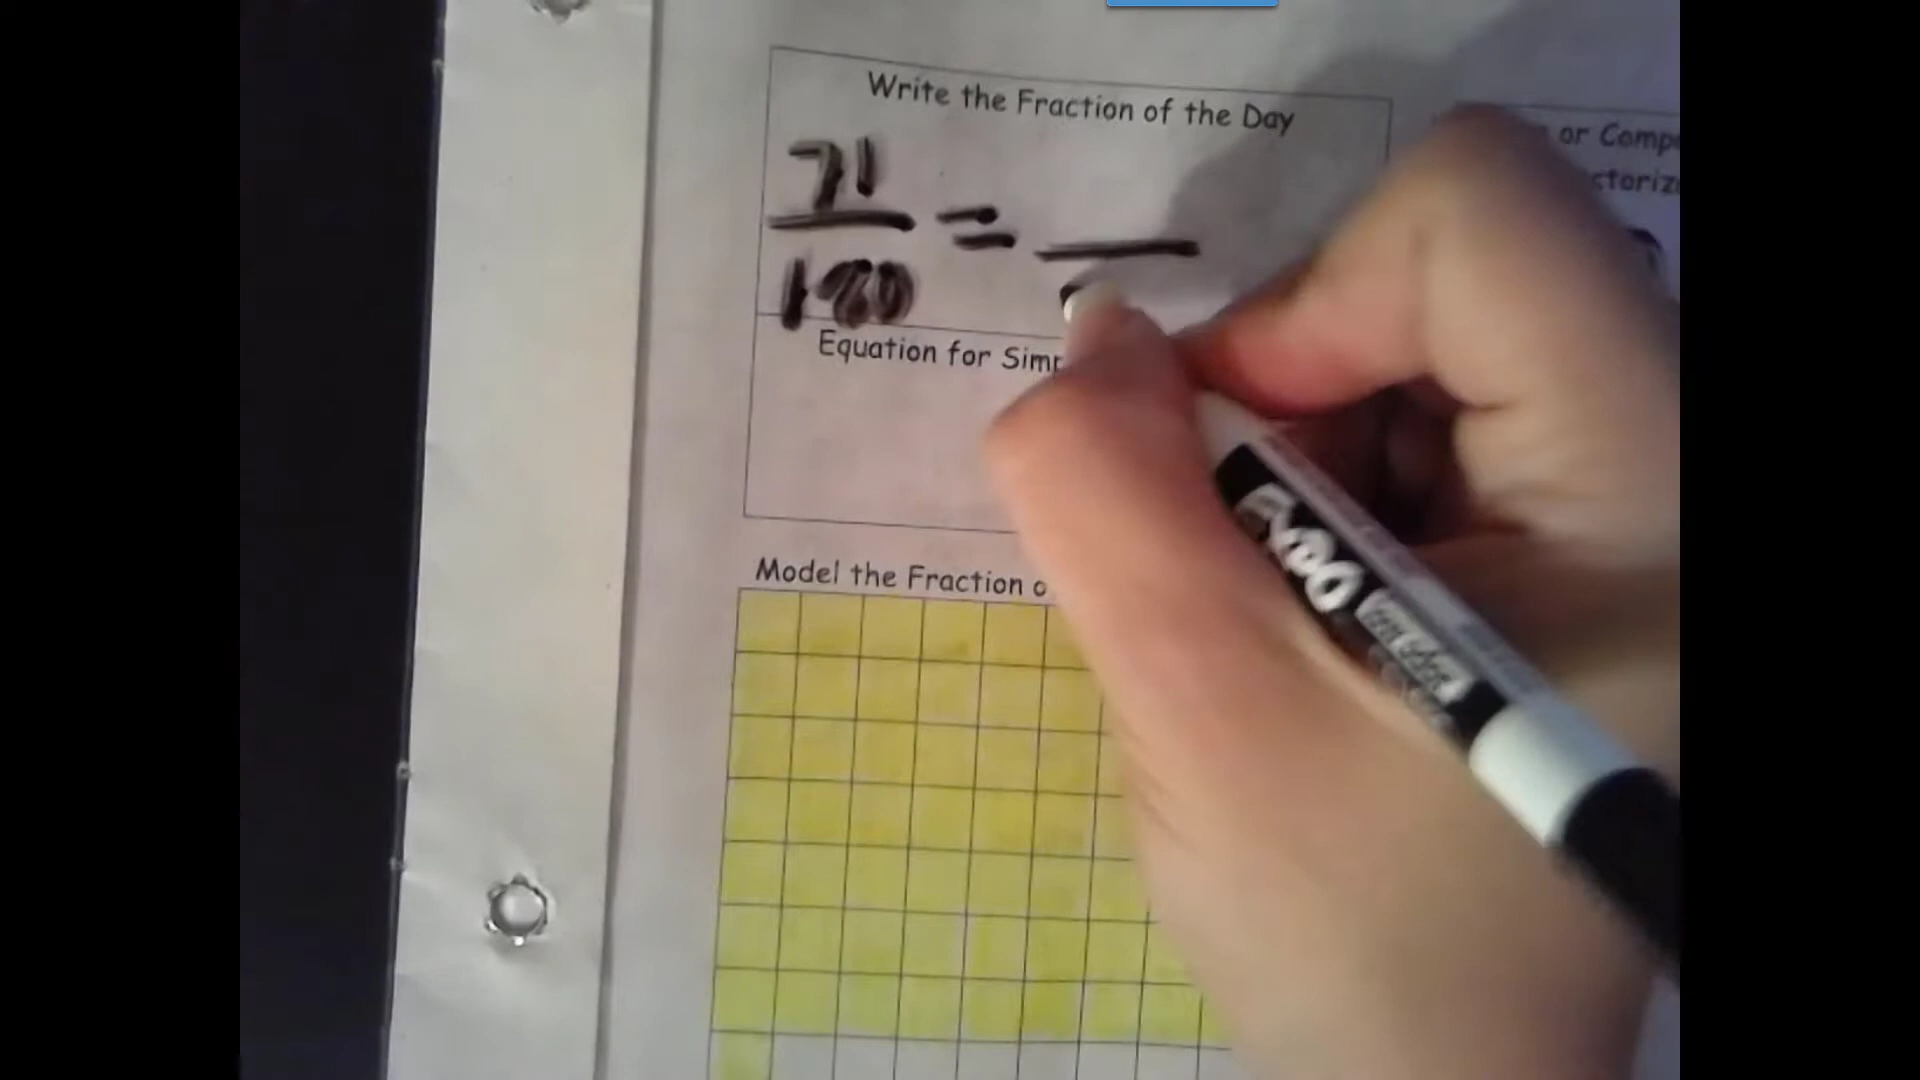 Write the Fraction of the Day
71
=
100
or Comp
ctoriz
Equation for Simp
Model the Fraction o
EXPO